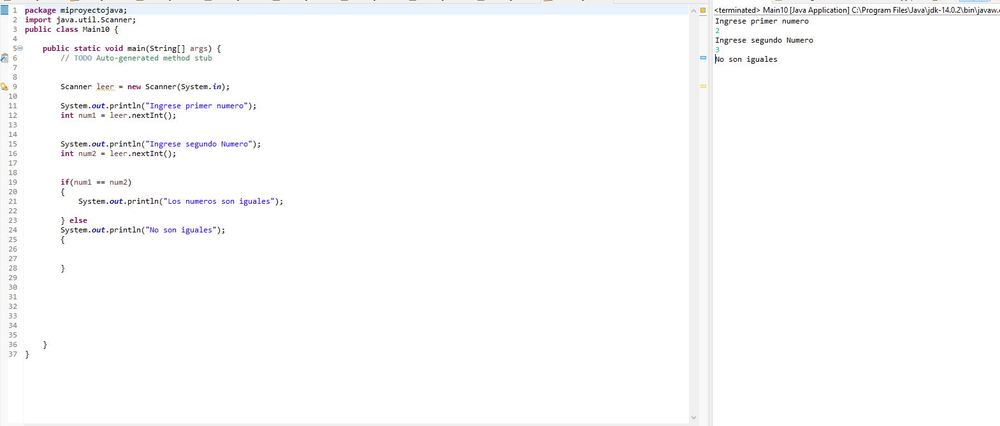 1 package miproyectojava;
2 import java.util.Scanner;
3 public class Main10 {
4
5 public static void main(String[] args) {
6 // TODO Auto-generated method stub
7
8
9 Scanner leer = new Scanner(System.in);
10
11 System.out.println("Ingrese primer numero");
12 int num1 = leer.nextInt();
13
14
15 System.out.println("Ingrese segundo Numero");
16 int num2 = leer.nextInt();
17
18
19 if(num1 == num2)
20 {
21 System.out.println("Los numeros son iguales");
22
23 } else
24 System.out.println("No son iguales");
25 {
26
27
28 }
29
30
31
32
33
34
35
36 }
37 }
<terminated> Main10 [Java Application] C:\Program Files\Java\jdk-14.0.2\bin\javaw.e
Ingrese primer numero
2
Ingrese segundo Numero
3
No son iguales